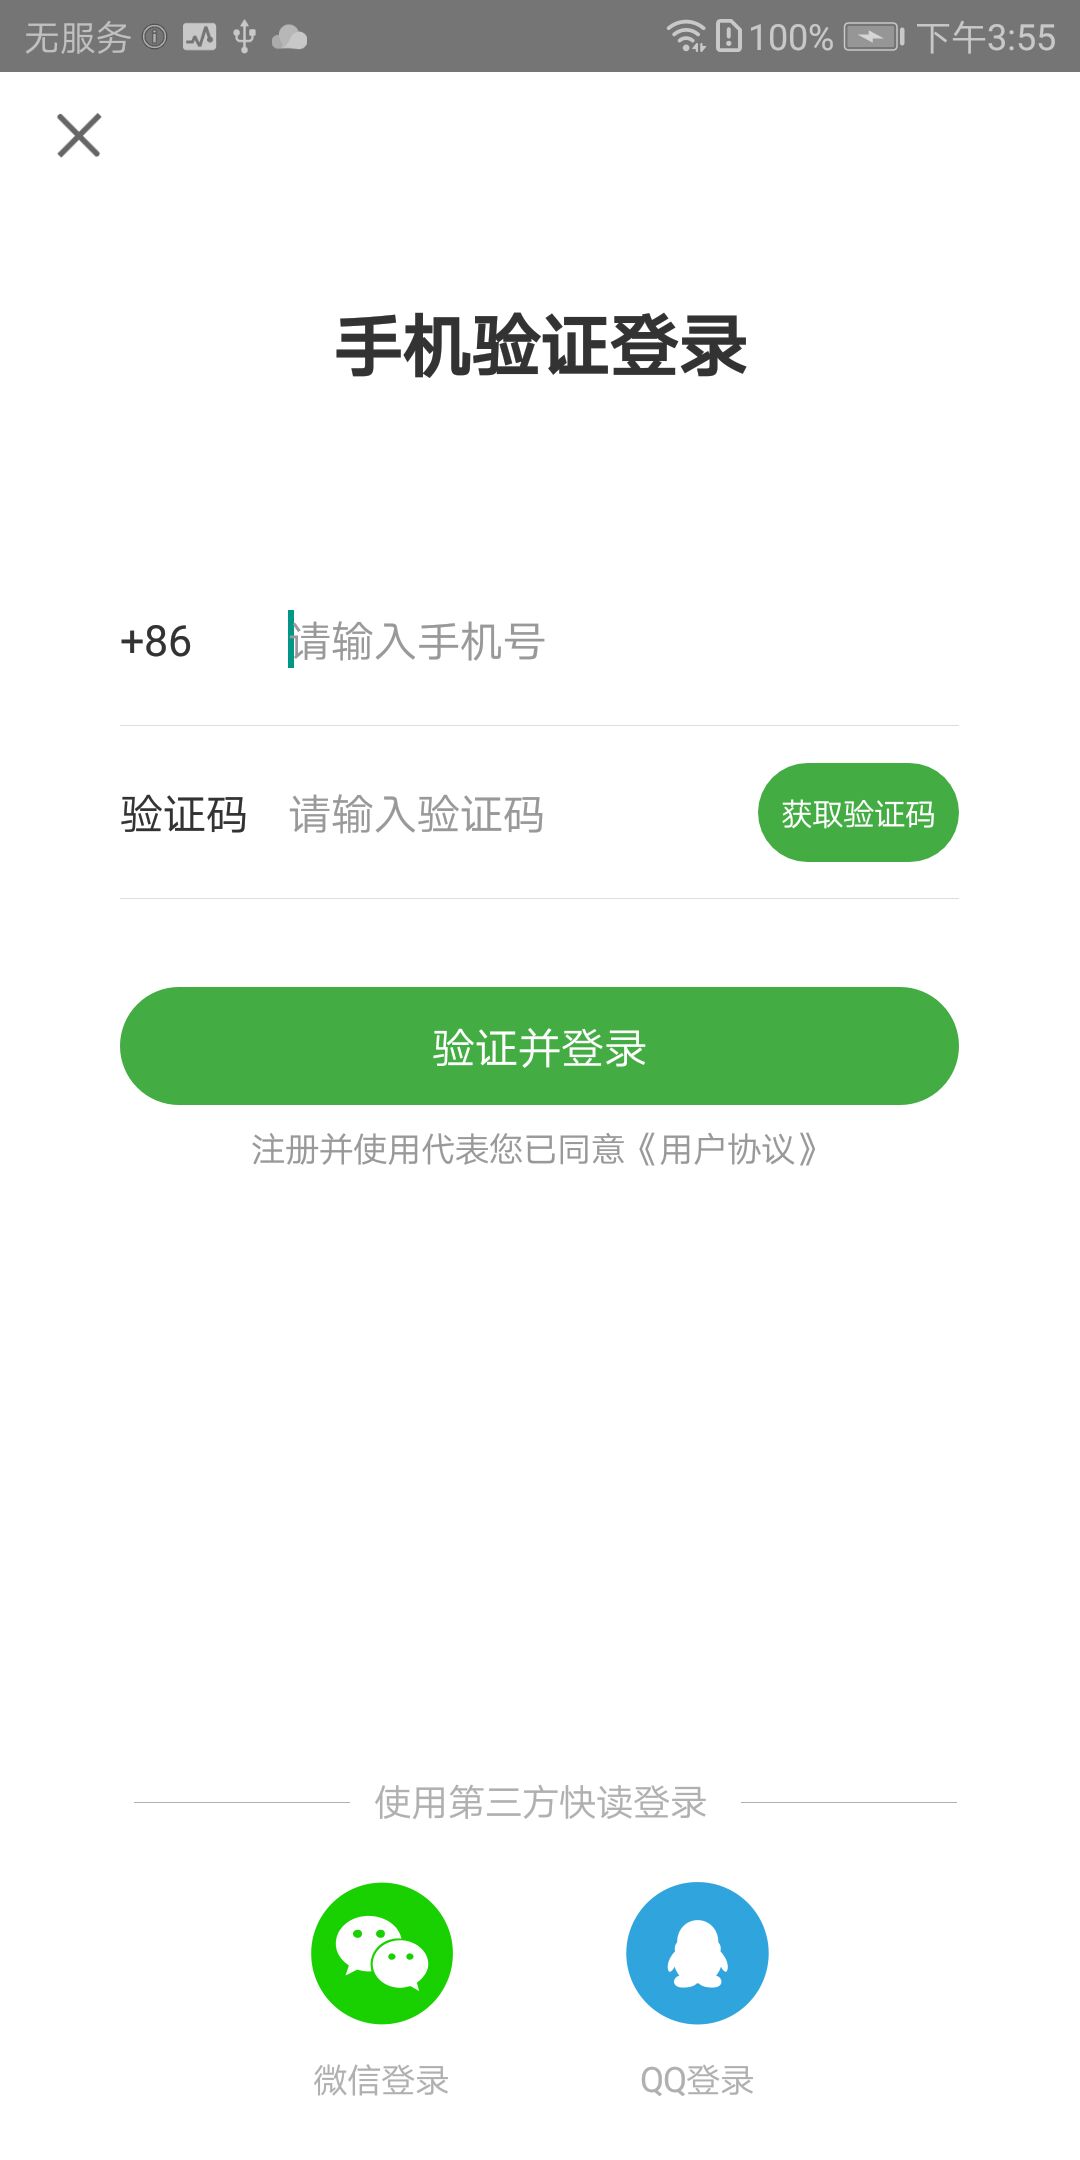 无服务 100% 下午3:55
手机验证登录
+86 请输入手机号
验证码 请输入验证码 获取验证码
验证并登录
注册并使用代表您已同意《用户协议》
使用第三方快读登录
微信登录 QQ登录